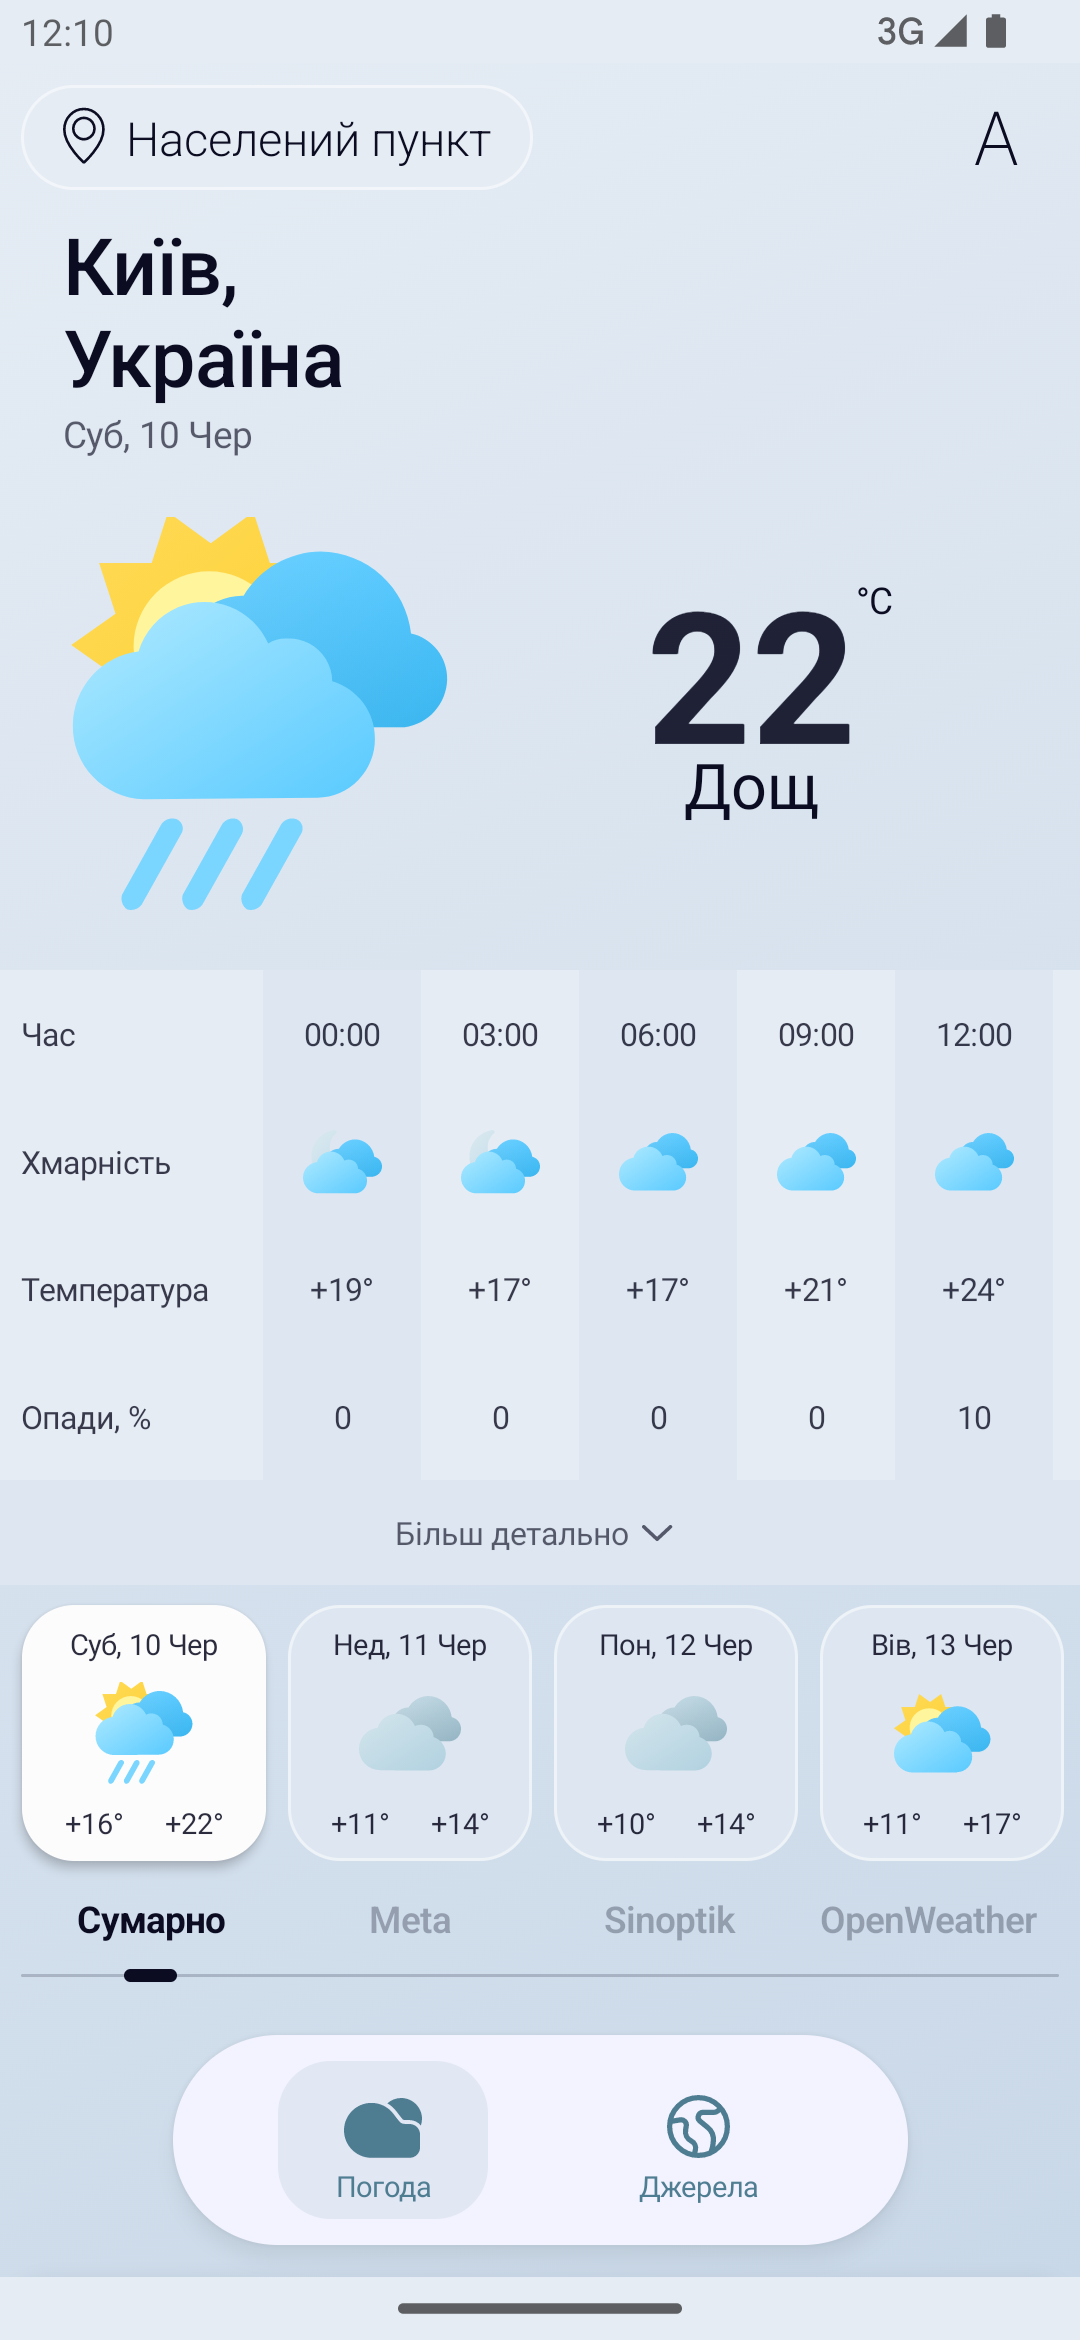 12:10
3G
Населений пункт
A
Київ,
Україна
Суб, 10 Чер
22 °C
Дощ
Час 00:00 03:00 06:00 09:00 12:00
Хмарність
Температура +19° +17° +17° +21° +24°
Опади, % 0 0 0 0 10
Більш детально
Суб, 10 Чер Нед, 11 Чер Пон, 12 Чер Вів, 13 Чер
+16° +22° +11° +14° +10° +14° +11° +17°
Сумарно Meta Sinoptik OpenWeather
Погода Джерела